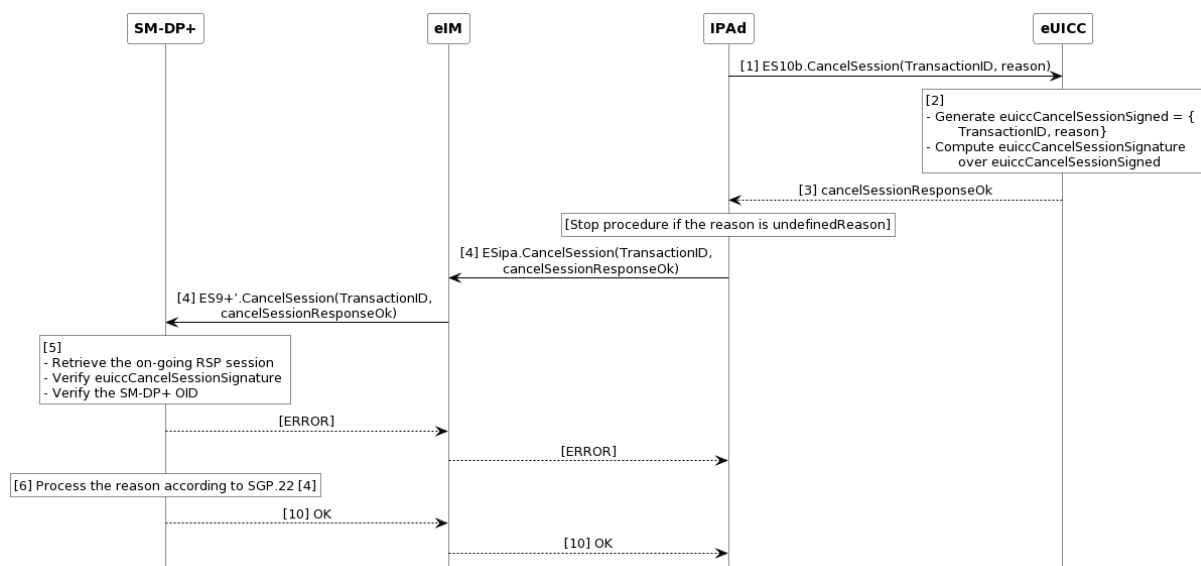 SM-DP+ eIM IPAd eUICC
[1] ES10b.CancelSession(TransactionID, reason)
[2]
- Generate euiccCancelSessionSigned = {
TransactionID, reason}
- Compute euiccCancelSessionSignature
over euiccCancelSessionSigned
[3] cancelSessionResponseOk
[Stop procedure if the reason is undefinedReason]
[4] ESipa.CancelSession(TransactionID,
cancelSessionResponseOk)
[4] ES9+’.CancelSession(TransactionID,
cancelSessionResponseOk)
[5]
- Retrieve the on-going RSP session
- Verify euiccCancelSessionSignature
- Verify the SM-DP+ OID
[ERROR]
[ERROR]
[6] Process the reason according to SGP.22 [4]
[10] OK
[10] OK